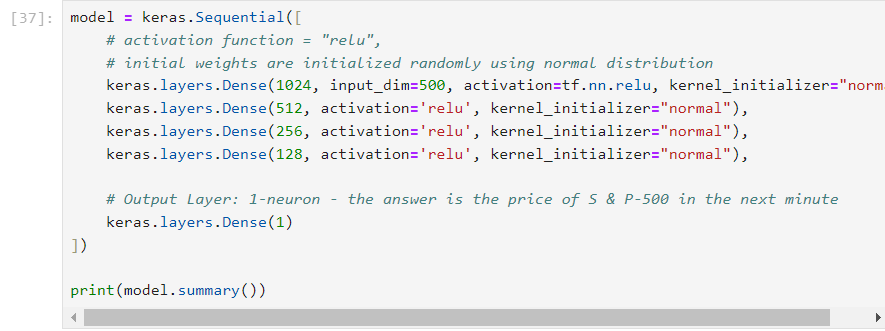 [37]:
model = keras.Sequential([
    # activation function = "relu",
    # initial weights are initialized randomly using normal distribution
    keras.layers.Dense(1024, input_dim=500, activation=tf.nn.relu, kernel_initializer="norm
    keras.layers.Dense(512, activation='relu', kernel_initializer="normal"),
    keras.layers.Dense(256, activation='relu', kernel_initializer="normal"),
    keras.layers.Dense(128, activation='relu', kernel_initializer="normal"),
    # Output Layer: 1-neuron - the answer is the price of S & P-500 in the next minute
    keras.layers.Dense(1)
])
print(model.summary())